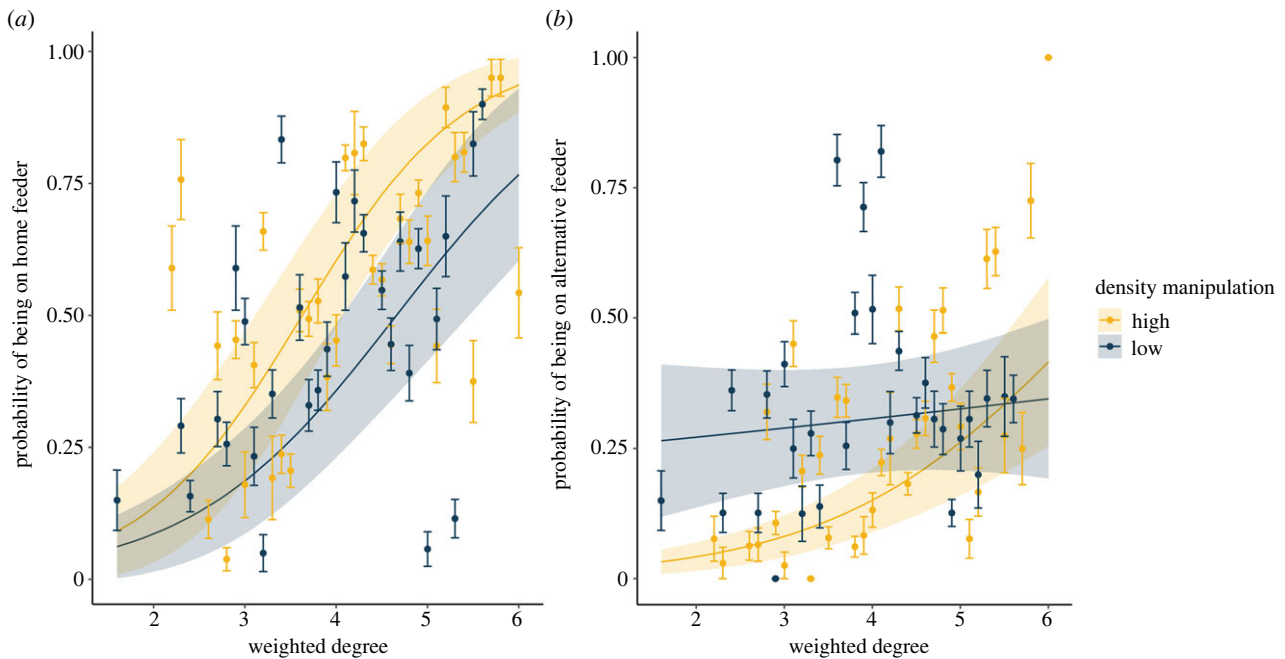 (a)
1.00
0.75
0.50
0.25
0
probability of being on home feeder
2 3 4 5 6
weighted degree
(b)
1.00
0.75
0.50
0.25
0
probability of being on alternative feeder
2 3 4 5 6
weighted degree
density manipulation
high
low